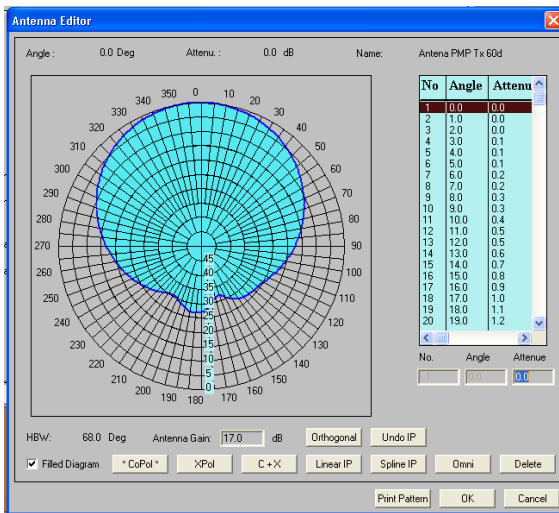 Antenna Editor
Angle : 0.0 Deg Attenu. : 0.0 dB Name: Antena PMP Tx 60d
No Angle Attenu
1 0.0 0.0
2 1.0 0.0
3 2.0 0.0
4 3.0 0.1
5 4.0 0.1
6 5.0 0.1
7 6.0 0.2
8 7.0 0.2
9 8.0 0.3
10 9.0 0.3
11 10.0 0.4
12 11.0 0.5
13 12.0 0.5
14 13.0 0.6
15 14.0 0.7
16 15.0 0.8
17 16.0 0.9
18 17.0 1.0
19 18.0 1.1
20 19.0 1.2
350 0 10
340 20
330 30
320 40
310 50
300 60
290 70
280 80
270 90
260 100
250 110
240 120
230 130
220 140
210 150
200 160
190 180 170
45
40
35
30
25
20
15
10
5
0
No. Angle Attenue
1 0.0 0.0
HBW: 68.0 Deg Antenna Gain: 17.0 dB Orthogonal Undo IP
Filled Diagram * CoPol * XPol C + X Linear IP Spline IP Omni Delete
Print Pattern OK Cancel